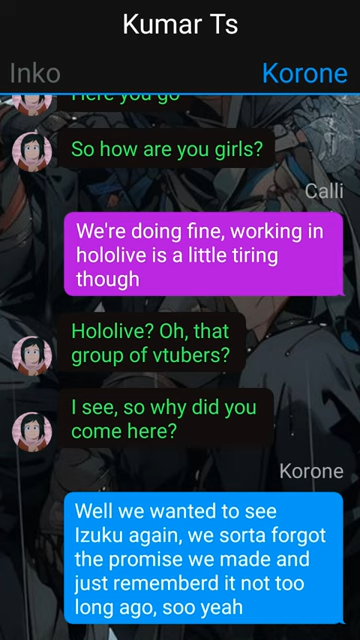 Kumar Ts
Inko
Korone
Here you go
So how are you girls?
Calli
We're doing fine, working in
hololive is a little tiring
though
Hololive? Oh, that
group of vtubers?
I see, so why did you
come here?
Korone
Well we wanted to see
Izuku again, we sorta forgot
the promise we made and
just rememberd it not too
long ago, soo yeah